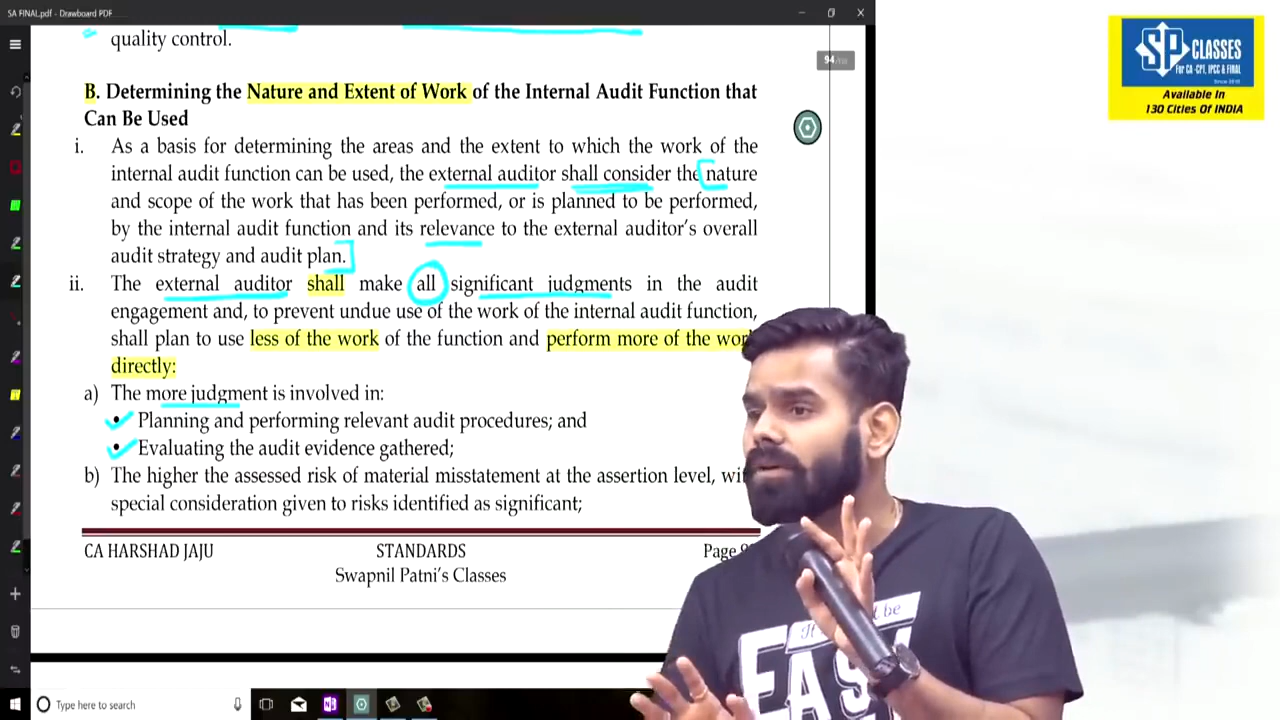 SA FINAL.pdf - Drawboard PDF
quality control.
94
B. Determining the Nature and Extent of Work of the Internal Audit Function that
Can Be Used
i. As a basis for determining the areas and the extent to which the work of the
internal audit function can be used, the external auditor shall consider the nature
and scope of the work that has been performed, or is planned to be performed,
by the internal audit function and its relevance to the external auditor's overall
audit strategy and audit plan.
ii. The external auditor shall make all significant judgments in the audit
engagement and, to prevent undue use of the work of the internal audit function,
shall plan to use less of the work of the function and perform more of the work
directly:
a) The more judgment is involved in:
• Planning and performing relevant audit procedures; and
• Evaluating the audit evidence gathered;
b) The higher the assessed risk of material misstatement at the assertion level, wit
special consideration given to risks identified as significant;
CA HARSHAD JAJU STANDARDS Page 9
Swapnil Patni's Classes
Type here to search
SP CLASSES
For CA -CPT, IPCC & FINAL
Since 2010
Available In
130 Cities Of INDIA
be
EAS